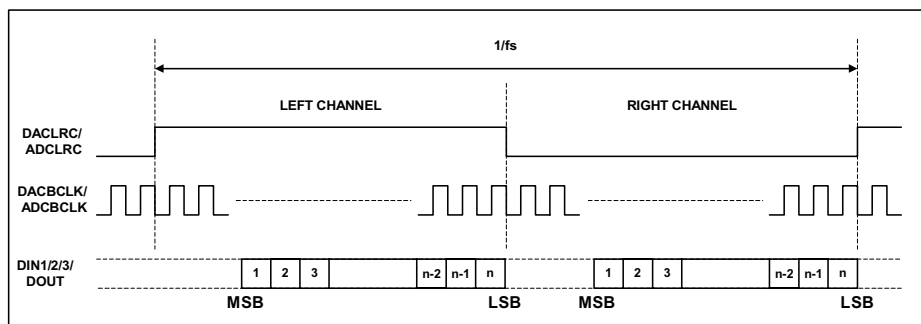 1/fs
LEFT CHANNEL RIGHT CHANNEL
DACLRC/
ADCLRC
DACBCLK/
ADCBCLK
DIN1/2/3/
DOUT
1 2 3 n-2 n-1 n 1 2 3 n-2 n-1 n
MSB LSB MSB LSB